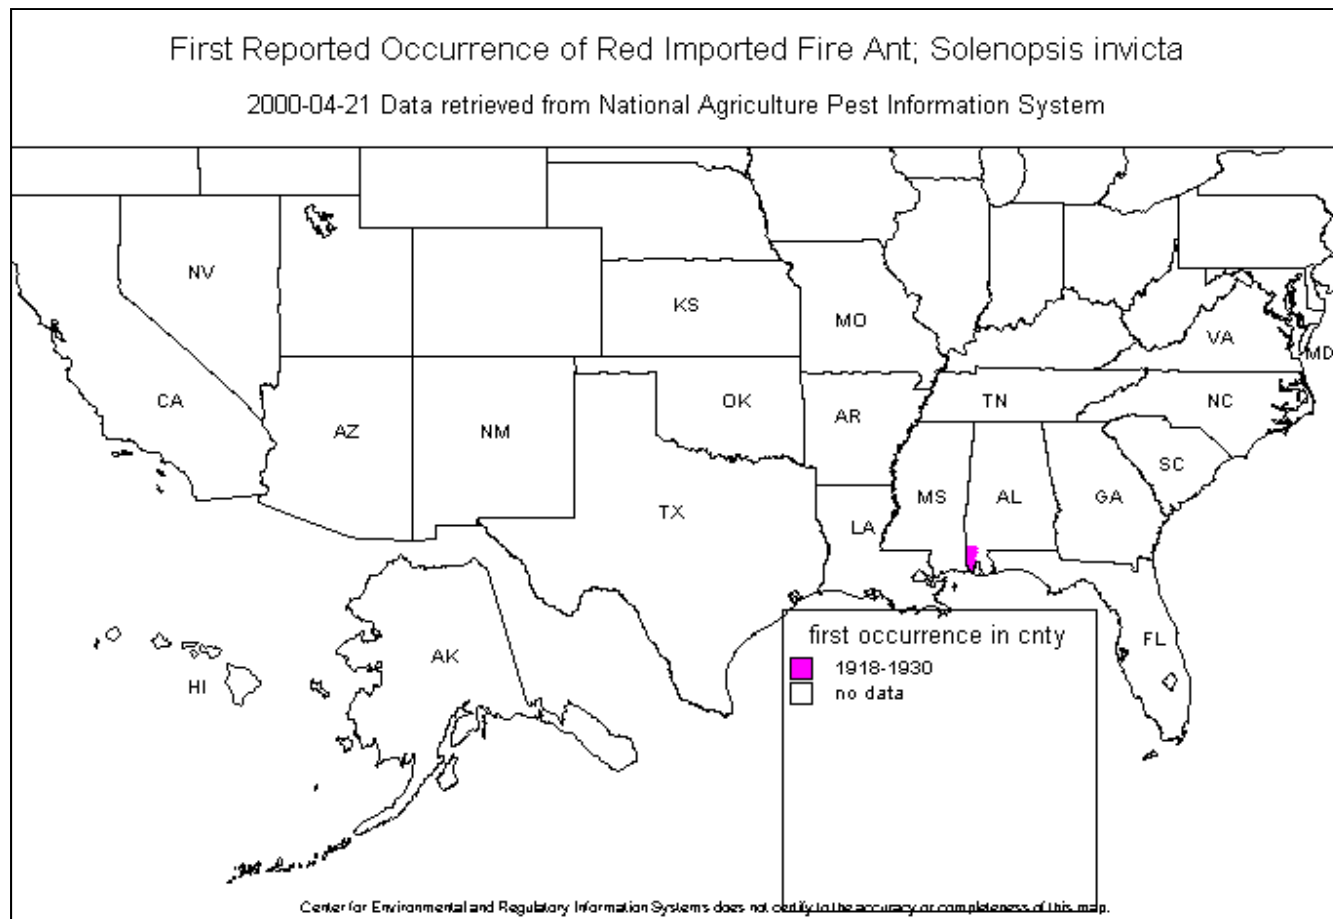 First Reported Occurrence of Red Imported Fire Ant; Solenopsis invicta
2000-04-21 Data retrieved from National Agriculture Pest Information System
NV
KS
MO
VA
MD
CA
AZ
NM
OK
AR
TN
NC
SC
TX
LA
MS
AL
GA
FL
AK
HI
first occurrence in cnty
1918-1930
no data
Center for Environmental and Regulatory Information Systems does not certify to the accuracy or completeness of this map.